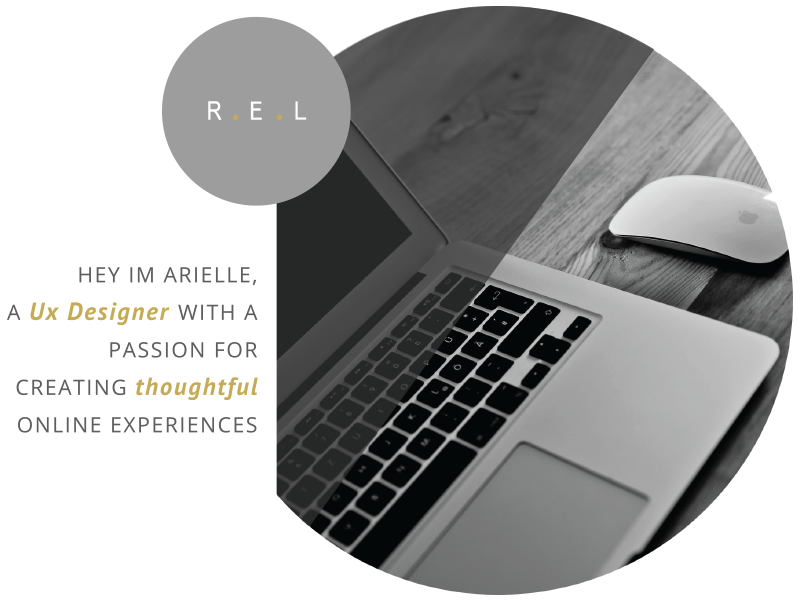 R.E.L
HEY IM ARIELLE,
A Ux Designer WITH A
PASSION FOR
CREATING thoughtful
ONLINE EXPERIENCES